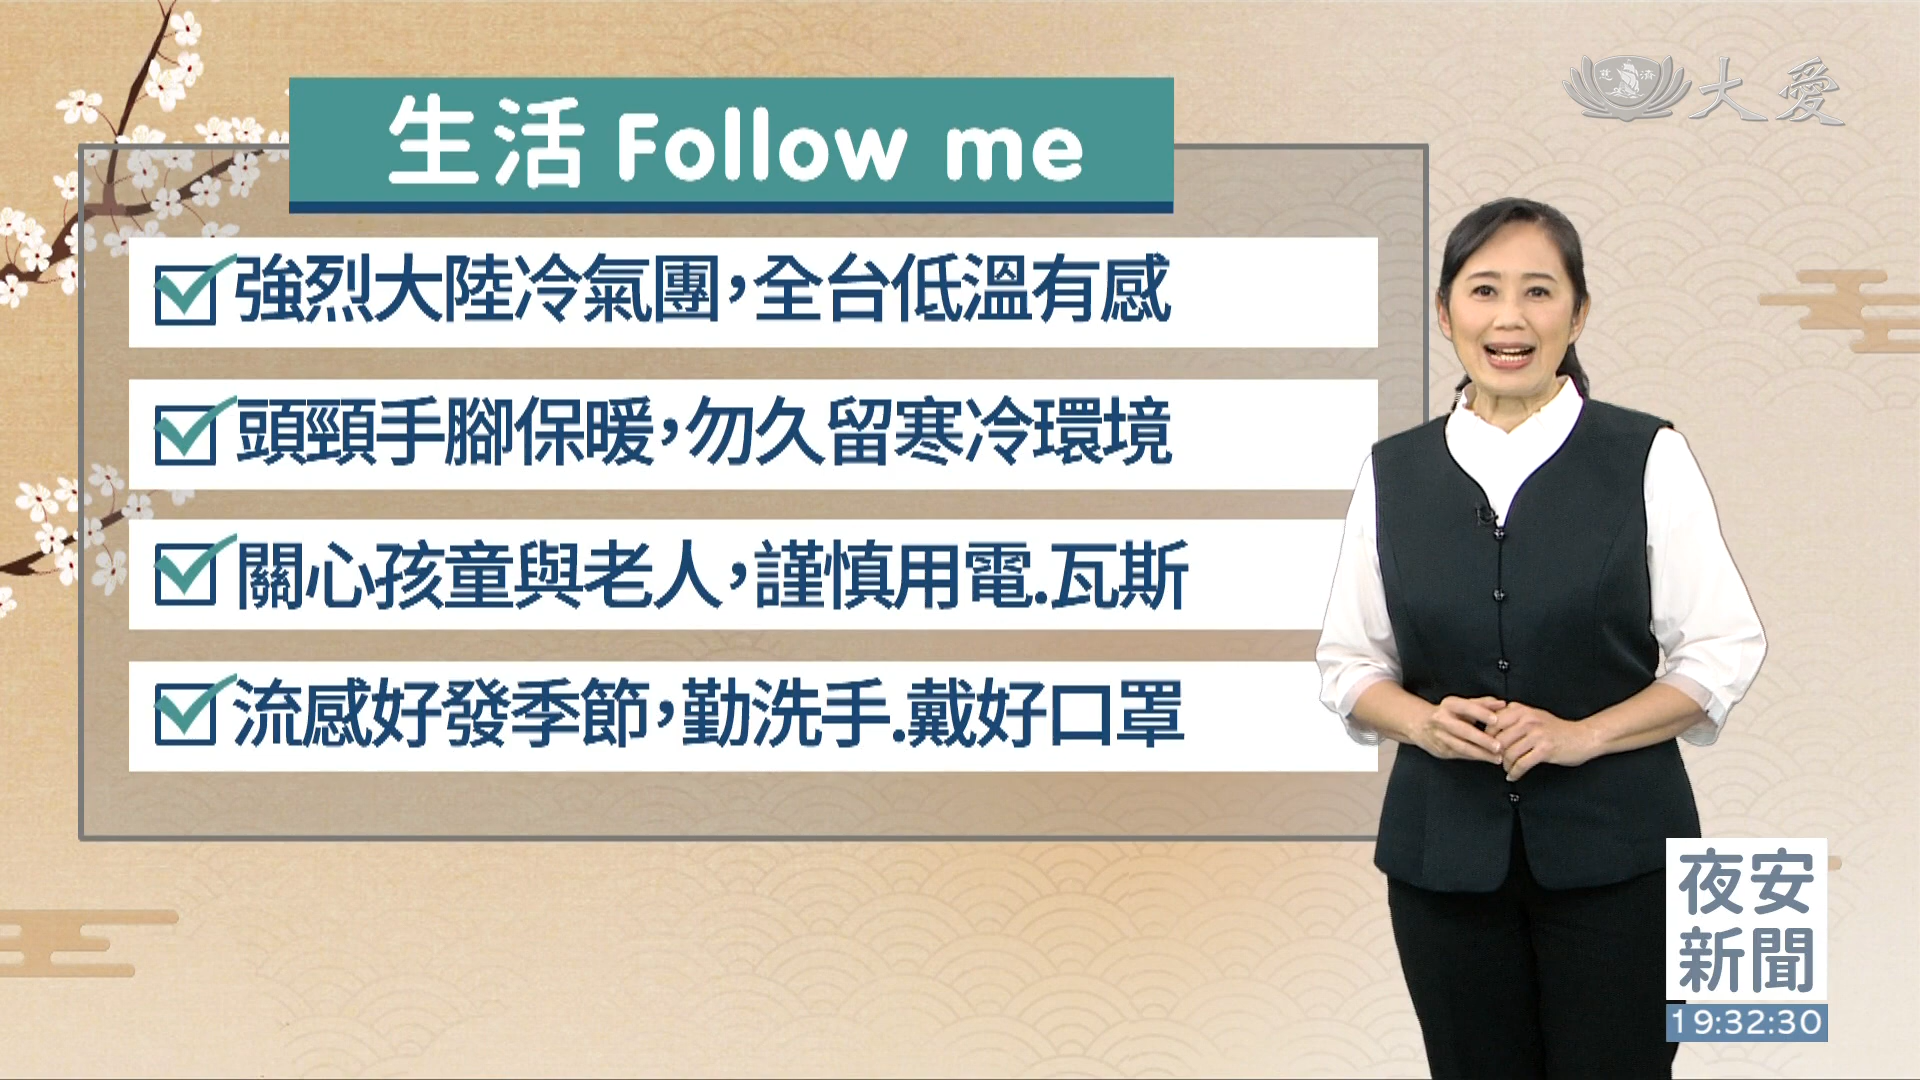 生活 Follow me
慈 濟
大愛
強烈大陸冷氣團,全台低溫有感
頭頸手腳保暖,勿久留寒冷環境
關心孩童與老人,謹慎用電.瓦斯
流感好發季節,勤洗手.戴好口罩
夜安
新聞
19:32:30